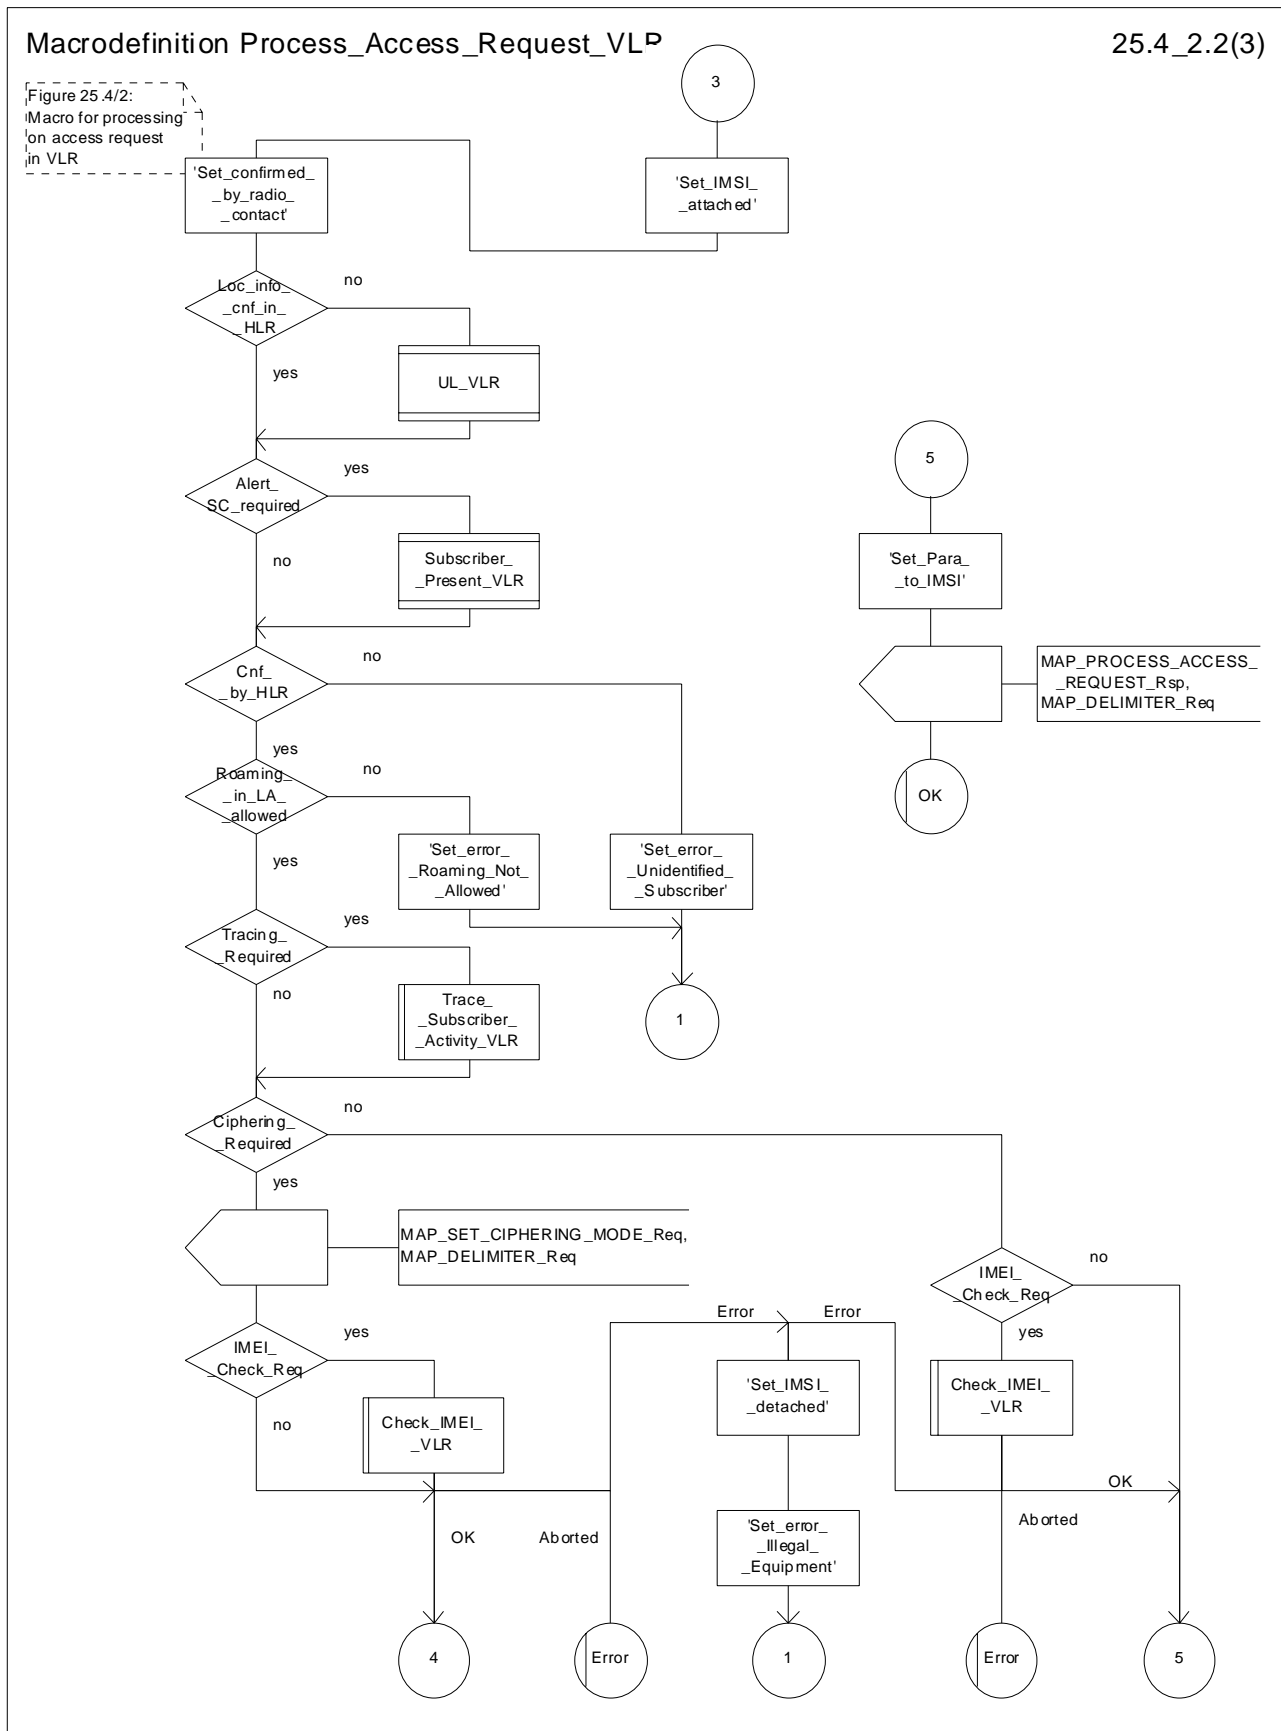 Macrodefinition Process_Access_Request_VLR
25.4_2.2(3)
Figure 25.4/2:
Macro for processing
on access request
in VLR
3
'Set_confirmed_
_by_radio_
_contact'
'Set_IMSI_
_attached'
Loc_info_
_cnf_in_
_HLR
no
yes
UL_VLR
Alert_
SC_required
yes
no
Subscriber_
_Present_VLR
5
'Set_Para_
_to_IMSI'
Cnf_
_by_HLR
no
yes
MAP_PROCESS_ACCESS_
_REQUEST_Rsp,
MAP_DELIMITER_Req
OK
Roaming_
_in_LA_
_allowed
no
yes
'Set_error_
_Roaming_Not_
_Allowed'
'Set_error_
_Unidentified_
_Subscriber'
Tracing_
_Required
yes
no
Trace_
_Subscriber_
_Activity_VLR
1
Ciphering_
_Required
no
yes
MAP_SET_CIPHERING_MODE_Req,
MAP_DELIMITER_Req
IMEI_
_Check_Req
no
yes
IMEI_
_Check_Req
yes
no
Error
Error
Check_IMEI_
_VLR
'Set_IMSI_
_detached'
Check_IMEI_
_VLR
OK
Aborted
'Set_error_
_Illegal_
_Equipment'
OK
Aborted
4
Error
1
Error
5